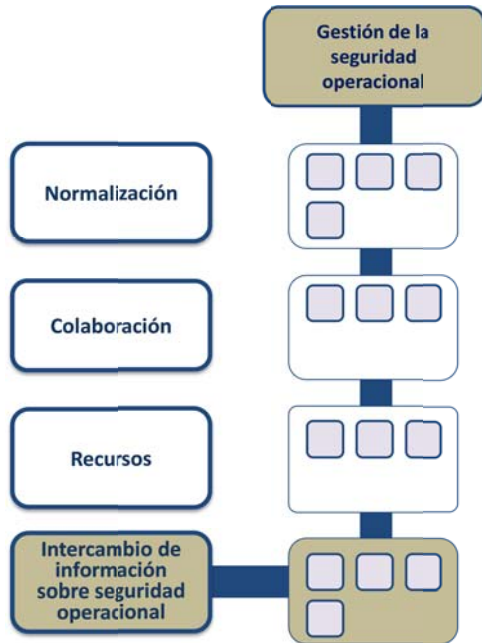 Gestión de la
seguridad
operacional
Normalización
Colaboración
Recursos
Intercambio de
información
sobre seguridad
operacional